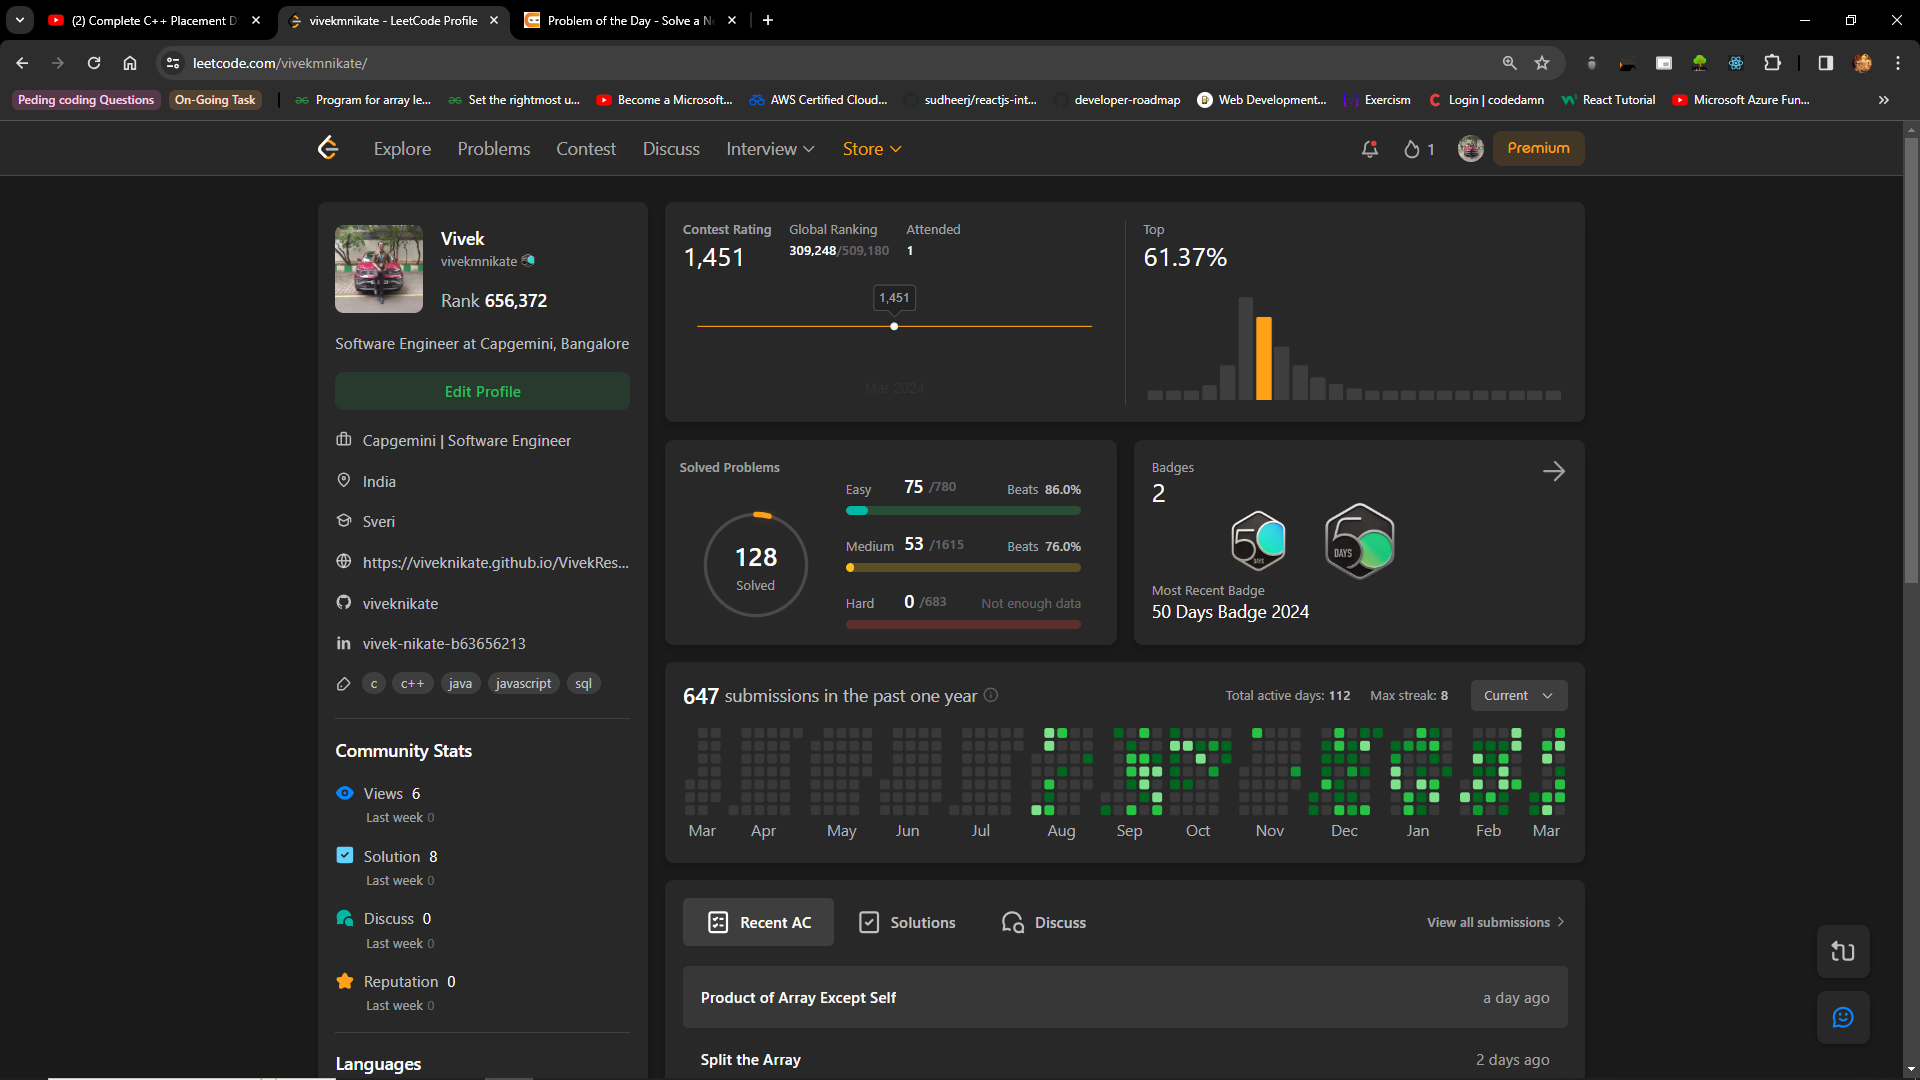 (2) Complete C++ Placement D
vivekmnikate - LeetCode Profile
Problem of the Day - Solve a N
leetcode.com/vivekmnikate/
Peding coding Questions
On-Going Task
Program for array le...
Set the rightmost u...
Become a Microsoft...
AWS Certified Cloud...
sudheerj/reactjs-int...
developer-roadmap
Web Development...
Exercism
Login | codedamn
React Tutorial
Microsoft Azure Fun...
Explore
Problems
Contest
Discuss
Interview
Store
1
Premium
Vivek
vivekmnikate
Rank 656,372
Software Engineer at Capgemini, Bangalore
Edit Profile
Capgemini | Software Engineer
India
Sveri
https://viveknikate.github.io/VivekRes...
viveknikate
vivek-nikate-b63656213
c
c++
java
javascript
sql
Community Stats
Views 6
Last week 0
Solution 8
Last week 0
Discuss 0
Last week 0
Reputation 0
Last week 0
Languages
Contest Rating
1,451
Global Ranking
309,248/509,180
Attended
1
1,451
Mar 2024
Top
61.37%
Solved Problems
128
Solved
Easy 75 /780 Beats 86.0%
Medium 53 /1615 Beats 76.0%
Hard 0 /683 Not enough data
Badges
2
50 DAYS
50 DAYS
Most Recent Badge
50 Days Badge 2024
647 submissions in the past one year
Total active days: 112
Max streak: 8
Current
Mar Apr May Jun Jul Aug Sep Oct Nov Dec Jan Feb Mar
Recent AC
Solutions
Discuss
View all submissions
Product of Array Except Self
a day ago
Split the Array
2 days ago